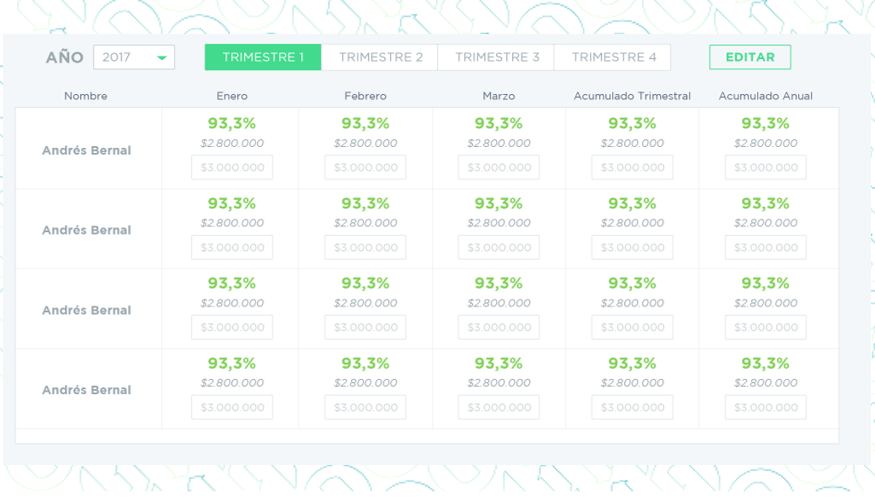 AÑO 2017 TRIMESTRE 1 TRIMESTRE 2 TRIMESTRE 3 TRIMESTRE 4 EDITAR
Nombre Enero Febrero Marzo Acumulado Trimestral Acumulado Anual
93,3% 93,3% 93,3% 93,3% 93,3%
Andrés Bernal $2.800.000 $2.800.000 $2.800.000 $2.800.000 $2.800.000
$3.000.000 $3.000.000 $3.000.000 $3.000.000 $3.000.000
93,3% 93,3% 93,3% 93,3% 93,3%
Andrés Bernal $2.800.000 $2.800.000 $2.800.000 $2.800.000 $2.800.000
$3.000.000 $3.000.000 $3.000.000 $3.000.000 $3.000.000
93,3% 93,3% 93,3% 93,3% 93,3%
Andrés Bernal $2.800.000 $2.800.000 $2.800.000 $2.800.000 $2.800.000
$3.000.000 $3.000.000 $3.000.000 $3.000.000 $3.000.000
93,3% 93,3% 93,3% 93,3% 93,3%
Andrés Bernal $2.800.000 $2.800.000 $2.800.000 $2.800.000 $2.800.000
$3.000.000 $3.000.000 $3.000.000 $3.000.000 $3.000.000